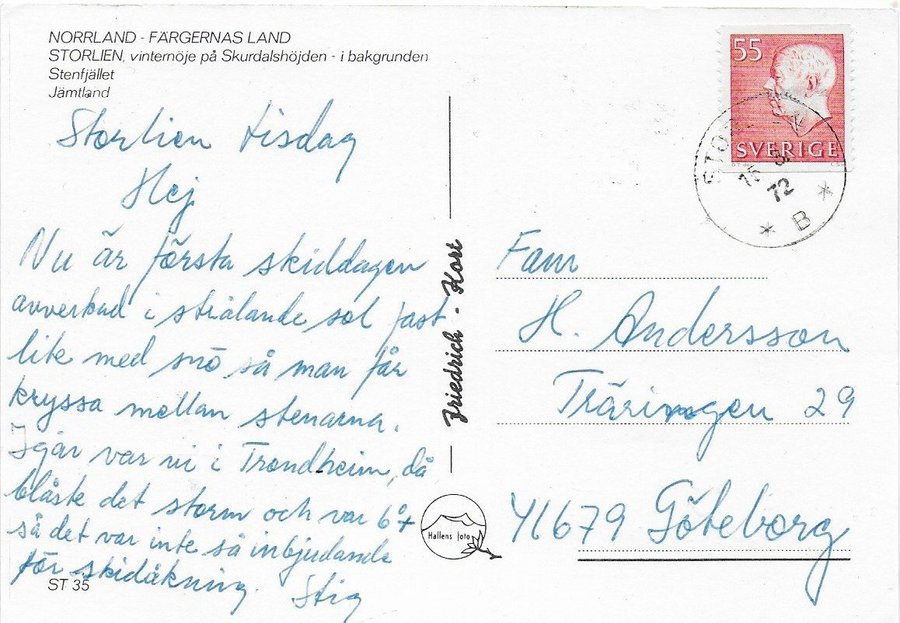 NORRLAND - FÄRGERNAS LAND
STORLIEN, vinternöje på Skurdalshöjden - i bakgrunden
Stenfjället
Jämtland
Storlien tisdag
Hej
Nu är första skiddagen
avverkad i strålande sol fast
lite med snö så man får
kryssa mellan stenarna.
Igår var vi i Trondheim, då
blåste det storm och var 6°+
så det var inte så inbjudande
för skidåkning. Stig
ST 35
Friedrich - Kort
Hallens foto
55
SVERIGE
72
* B *
Fam
H. Andersson
Träringen 29
41679 Göteborg